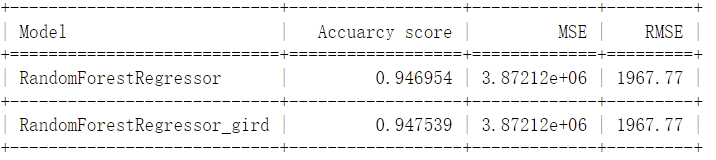 Model Accuarcy score MSE RMSE
RandomForestRegressor 0.946954 3.87212e+06 1967.77
RandomForestRegressor_gird 0.947539 3.87212e+06 1967.77